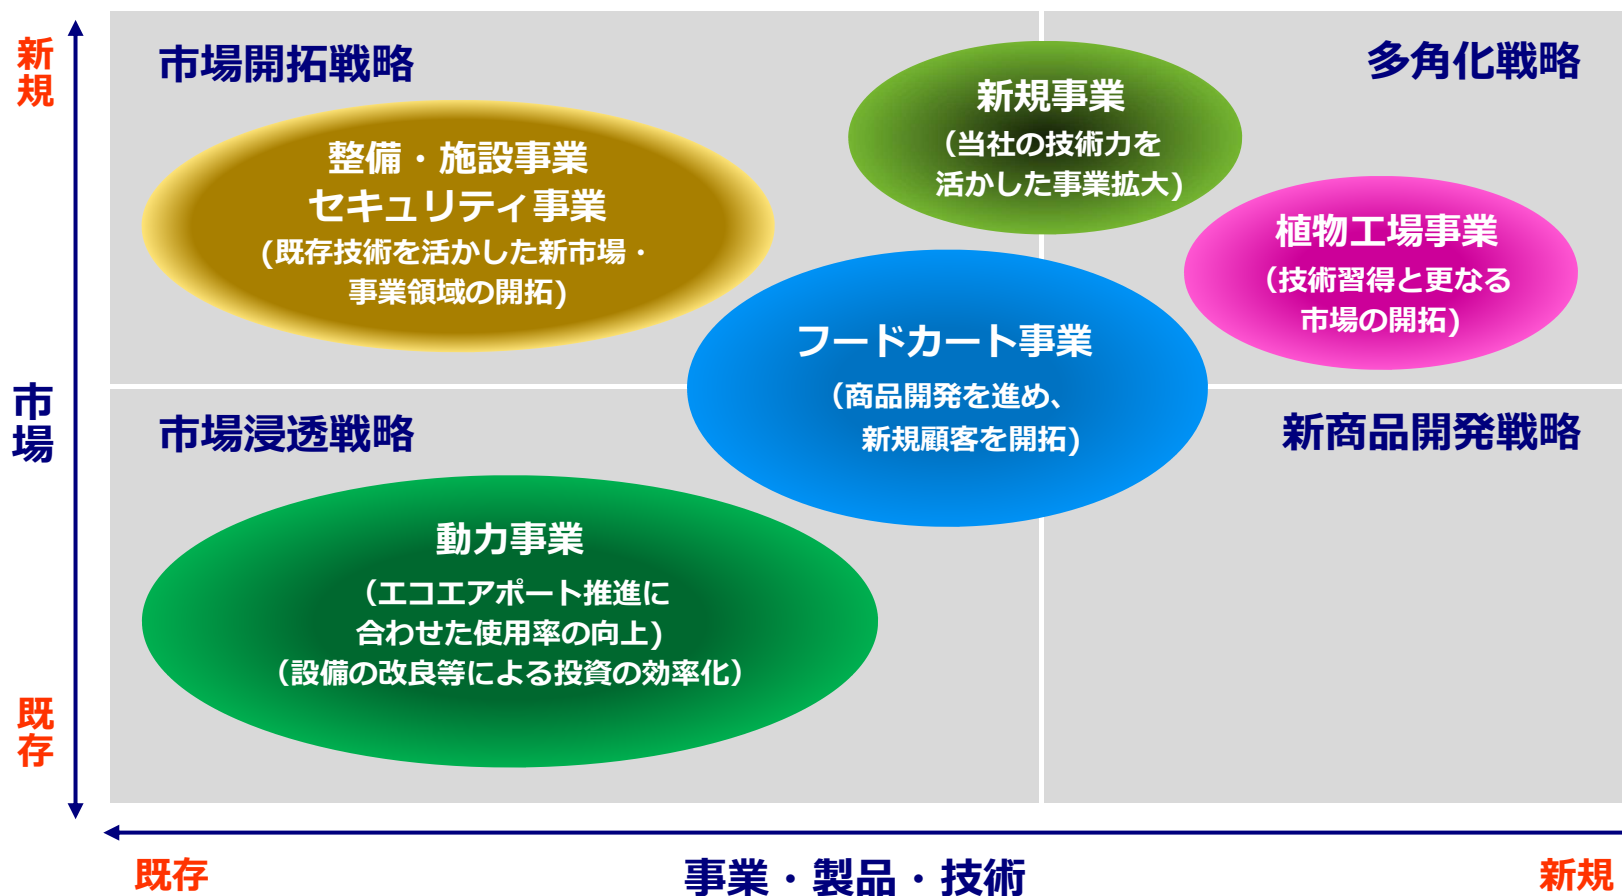 新規
市場開拓戦略
多角化戦略
新規事業
（当社の技術力を
活かした事業拡大)
整備・施設事業
セキュリティ事業
(既存技術を活かした新市場・
事業領域の開拓)
植物工場事業
（技術習得と更なる
市場の開拓)
フードカート事業
（商品開発を進め、
新規顧客を開拓)
市場
市場浸透戦略
新商品開発戦略
動力事業
（エコエアポート推進に
合わせた使用率の向上)
（設備の改良等による投資の効率化）
既存
既存
事業・製品・技術
新規